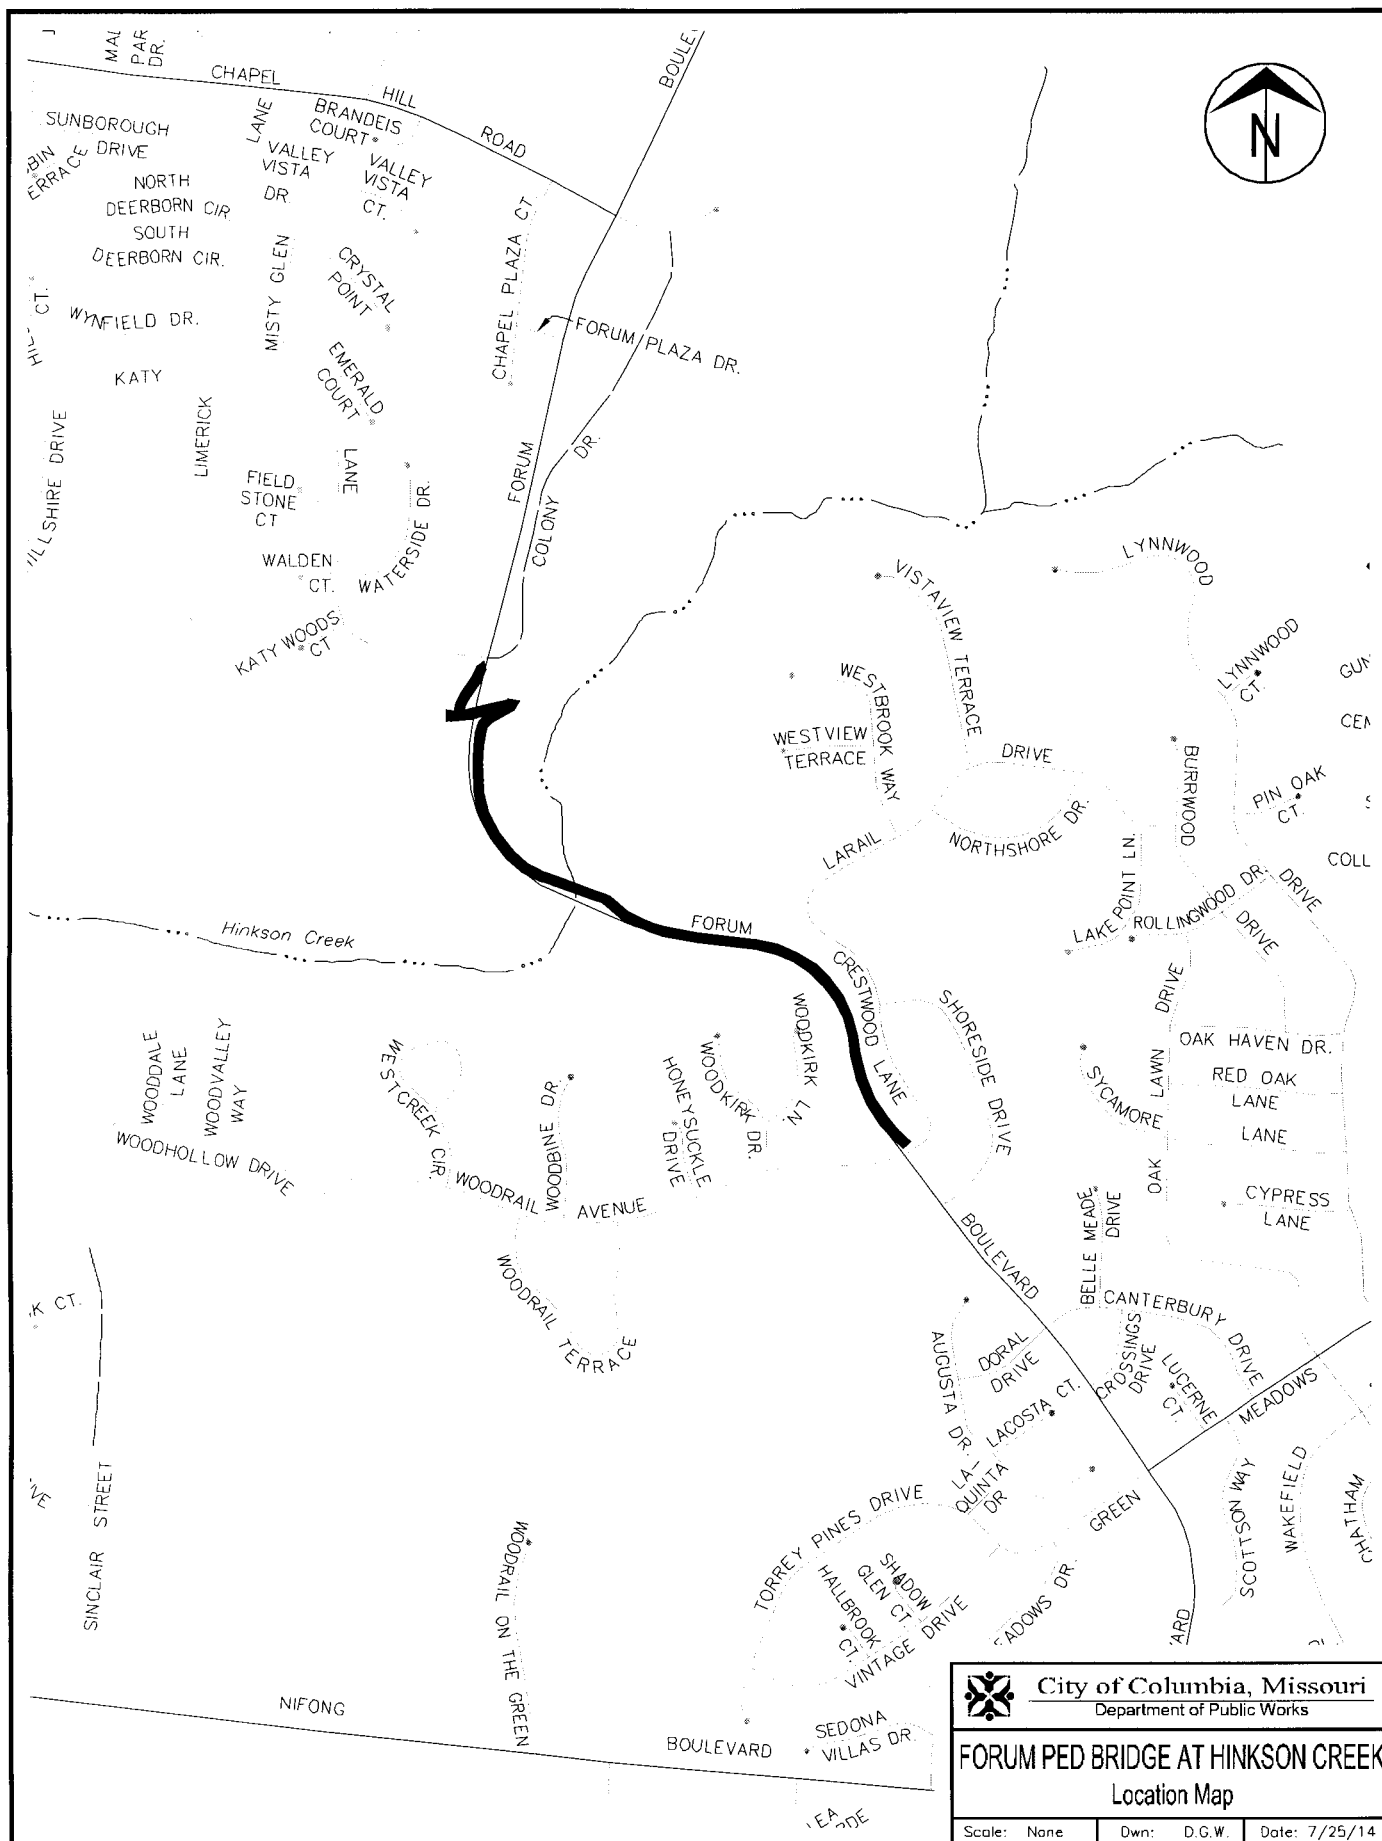 MAL
PAR
DR.
BOULE
CHAPEL
HILL
ROAD
SUNBOROUGH
DRIVE
LANE
BRANDEIS
COURT
VALLEY
VISTA
DR
VALLEY
VISTA
CT.
NORTH
DEERBORN CIR
SOUTH
DEERBORN CIR.
MISTY GLEN
CRYSTAL
POINT
CHAPEL PLAZA CT
N
CT.
WYNFIELD DR.
FORUM PLAZA DR.
KATY
EMERALD
COURT
LIMERICK
LANE
FORUM
DR.
COLONY
FIELD
STONE
CT
WATERSIDE DR.
WALDEN
CT.
KATY WOODS
CT
LYNNWOOD
VISTAVIEW TERRACE
LYNNWOOD
CT.
WESTBROOK WAY
WESTVIEW
TERRACE
DRIVE
BURRWOOD
PIN OAK
CT.
NORTHSHORE DR.
LARAIL
LAKE POINT LN.
ROLLINGWOOD DR.
DRIVE
DRIVE
COLL
FORUM
Hinkson Creek
CRESTWOOD LANE
SHORESIDE DRIVE
WOODKIRK LN.
WOODKIRK DR.
HONEYSUCKLE
DRIVE
WOODDALE
LANE
WOODVALLEY
WAY
WOODHOLLOW DRIVE
WESTCREEK CIR.
WOODBINE DR.
WOODRAIL
AVENUE
WOODRAIL TERRACE
OAK LAWN DRIVE
SYCAMORE
OAK HAVEN DR.
RED OAK
LANE
LANE
CYPRESS
LANE
BELLE MEADE
DRIVE
BOULEVARD
CANTERBURY DRIVE
K CT.
AUGUSTA DR.
DORAL
DRIVE
CROSSINGS
DRIVE
LUCERNE
CT.
MEADOWS
LACOSTA CT.
LA-
QUINTA
DR
GREEN
SCOTTSON WAY
WAKEFIELD
CHATHAM
SINCLAIR STREET
WOODRAIL ON THE GREEN
TORREY PINES DRIVE
SHADOW
GLEN CT.
HALLBROOK
CT.
VINTAGE DRIVE
EADOWS DR.
ARD
NIFONG
BOULEVARD
SEDONA
VILLAS DR.
City of Columbia, Missouri
Department of Public Works
FORUM PED BRIDGE AT HINKSON CREEK
Location Map
Scale: None Dwn: D.G.W. Date: 7/25/14